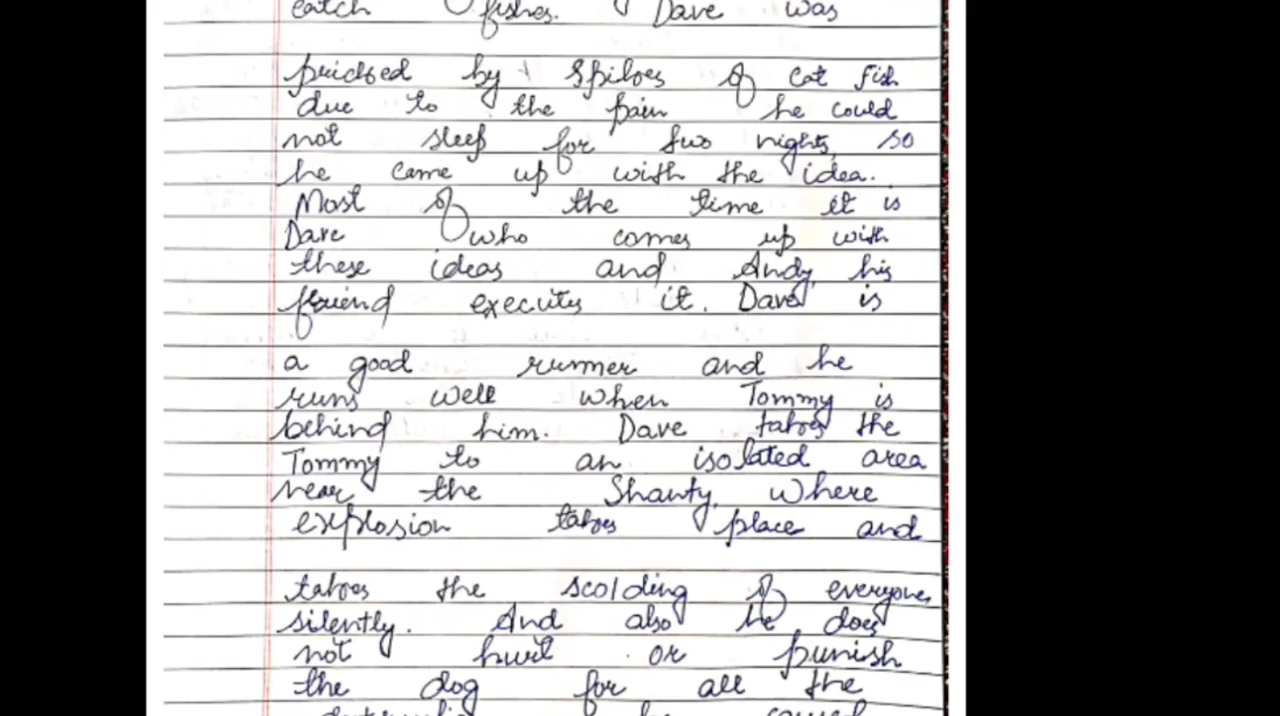 catch fishes. Dave was
pricked by spikes of cat fish
due to the pain he could
not sleep for two nights, so
he came up with the idea.
Most of the time it is
Dave who comes up with
these ideas and Andy, his
friend executes it. Dave is
a good runner and he
runs well when Tommy is
behind him. Dave takes the
Tommy to an isolated area
near the Shanty, where
explosion takes place and
takes the scolding of everyone,
silently. And also he does
not hurt or punish
the dog for all the
he caused